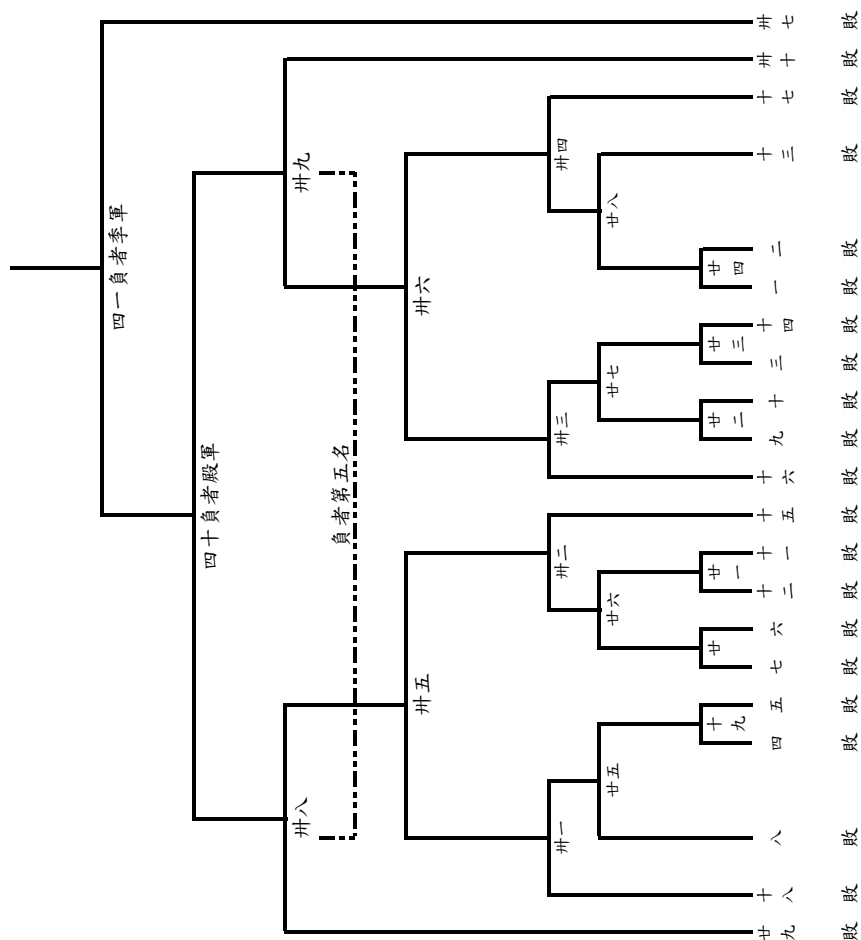 卅七 敗
卅十 敗
十七 敗
十三 敗
二 敗
一 敗
十四 敗
三 敗
十 敗
九 敗
十六 敗
十五 敗
十一 敗
十二 敗
六 敗
七 敗
五 敗
四 敗
八 敗
十八 敗
廿九 敗
廿四
廿三
廿二
廿一
廿
十九
廿八
廿七
廿六
廿五
卅四
卅三
卅二
卅一
卅六
卅五
卅九
卅八
負者第五名
四十負者殿軍
四一負者季軍